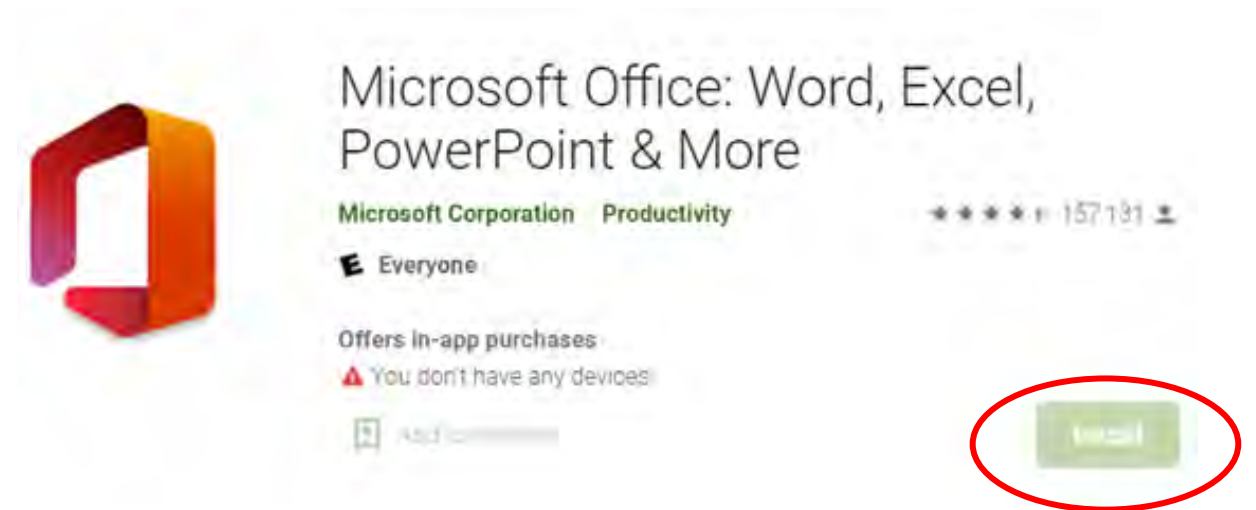 Microsoft Office: Word, Excel,
PowerPoint & More
Microsoft Corporation Productivity
157 131
E Everyone
Offers in-app purchases
You don't have any devices
Install